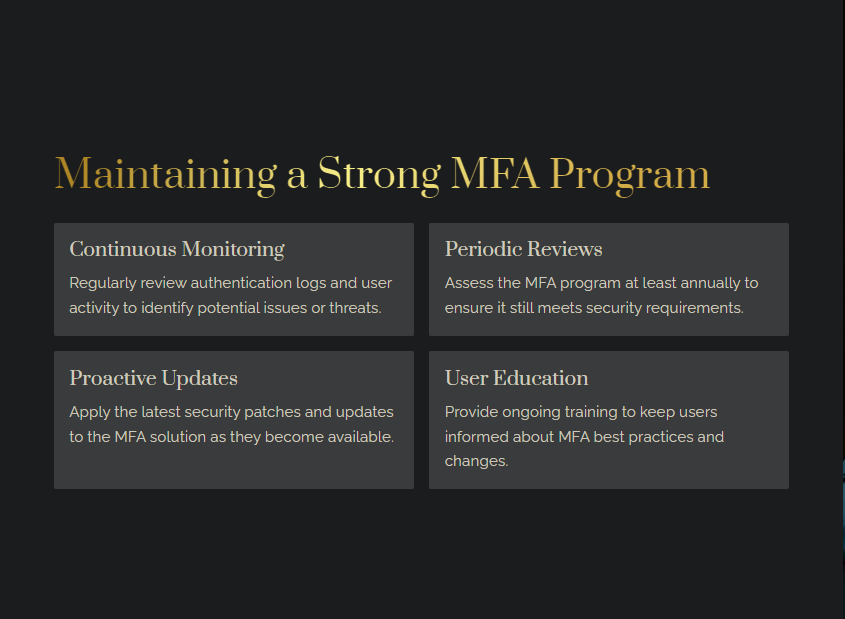 Maintaining a Strong MFA Program
Continuous Monitoring
Regularly review authentication logs and user
activity to identify potential issues or threats.
Periodic Reviews
Assess the MFA program at least annually to
ensure it still meets security requirements.
Proactive Updates
Apply the latest security patches and updates
to the MFA solution as they become available.
User Education
Provide ongoing training to keep users
informed about MFA best practices and
changes.